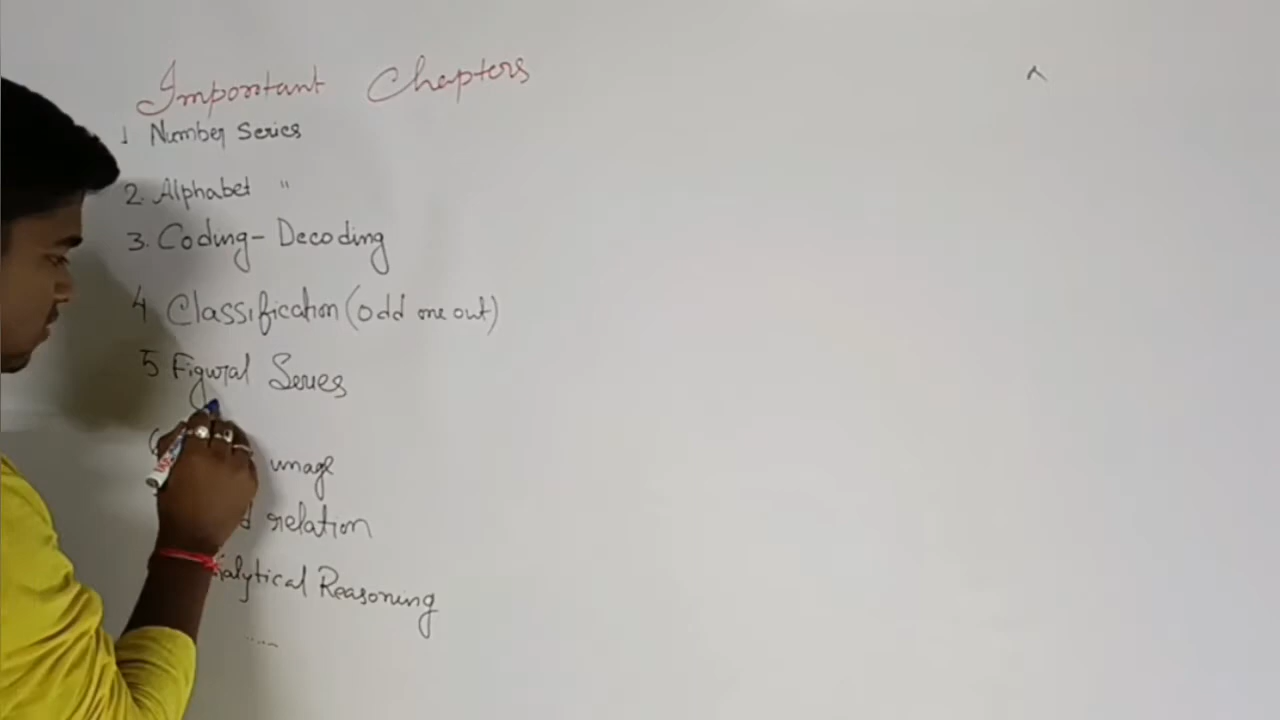 Important Chapters
1 Number Series
2. Alphabet "
3. Coding- Decoding
4 Classification (odd one out)
5 Figural Series
image
relation
Reasoning
.....